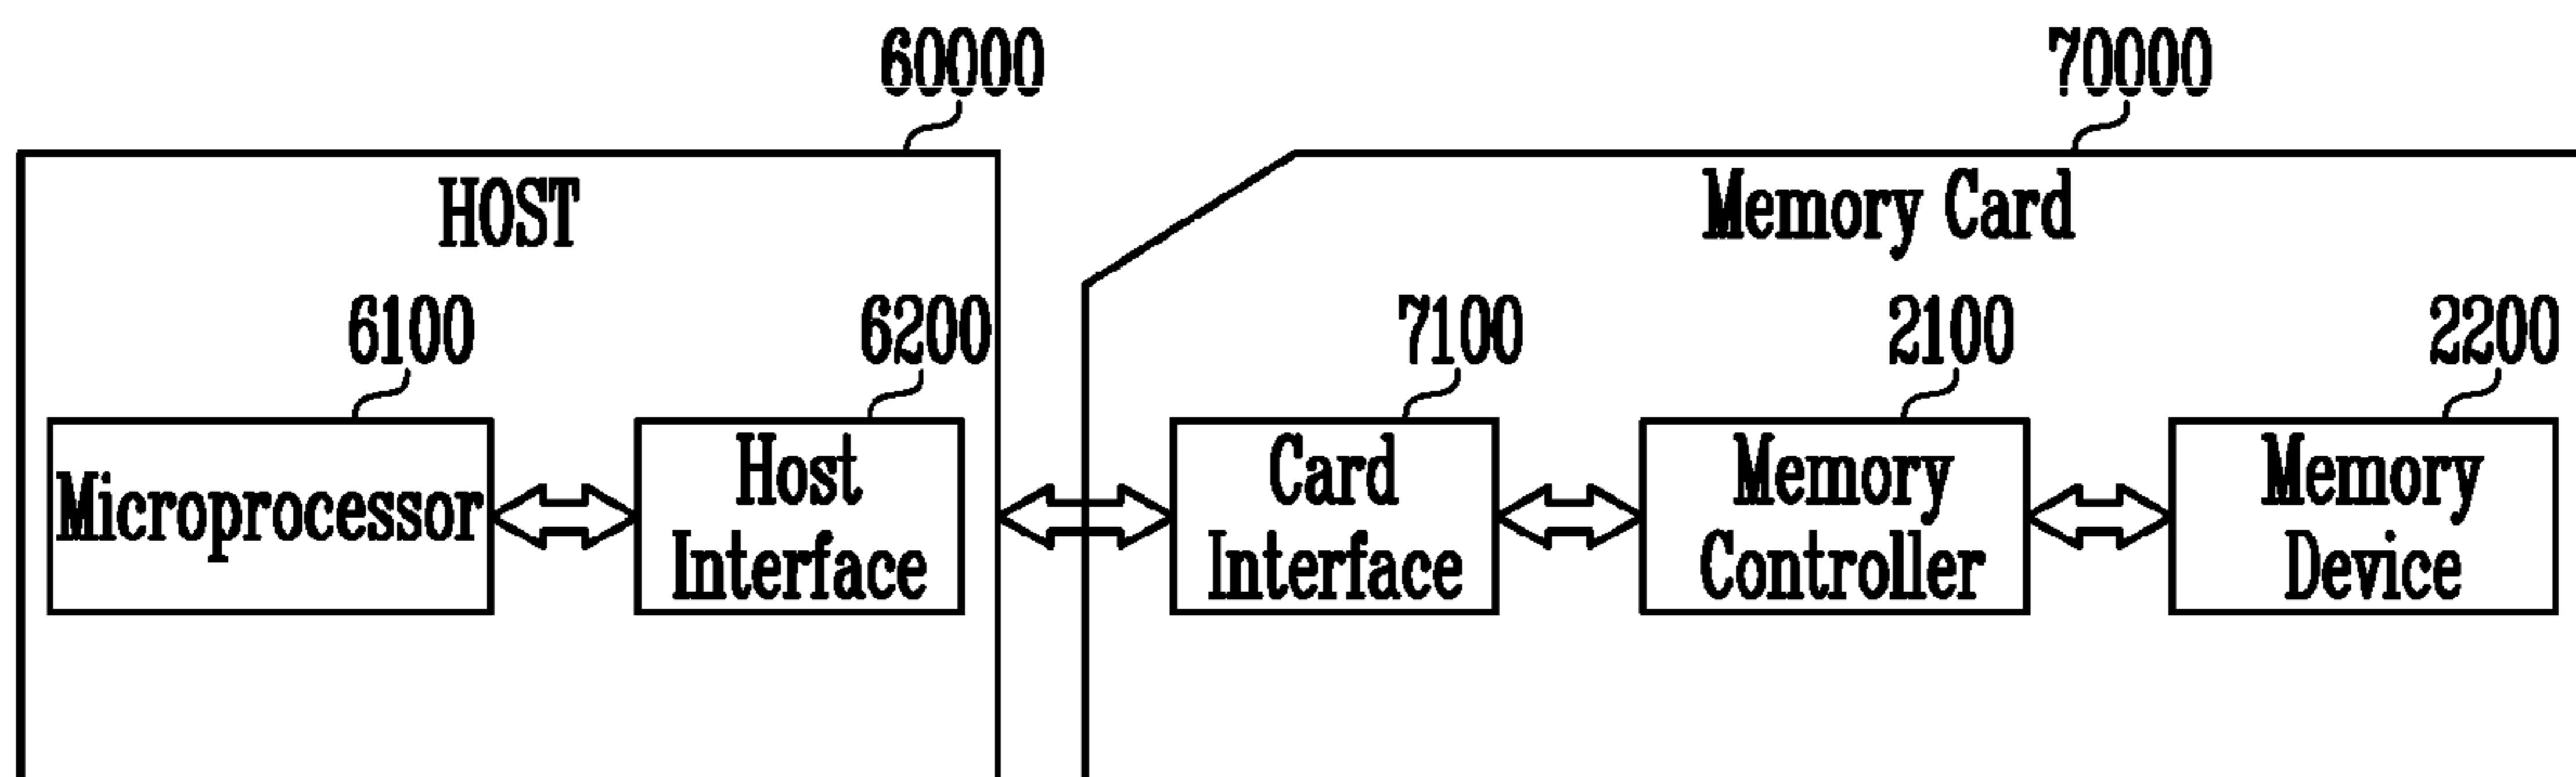 60000
70000
HOST
Memory Card
6100
6200
7100
2100
2200
Microprocessor
Host
Interface
Card
Interface
Memory
Controller
Memory
Device